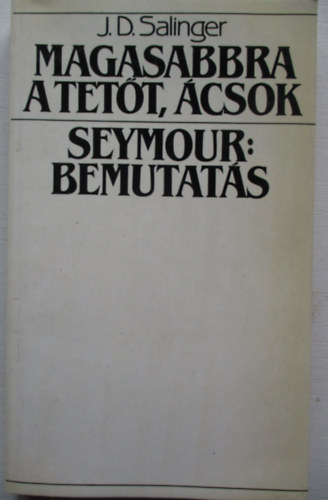 J. D. Salinger
MAGASABBRA
A TETŐT, ÁCSOK
SEYMOUR:
BEMUTATÁS